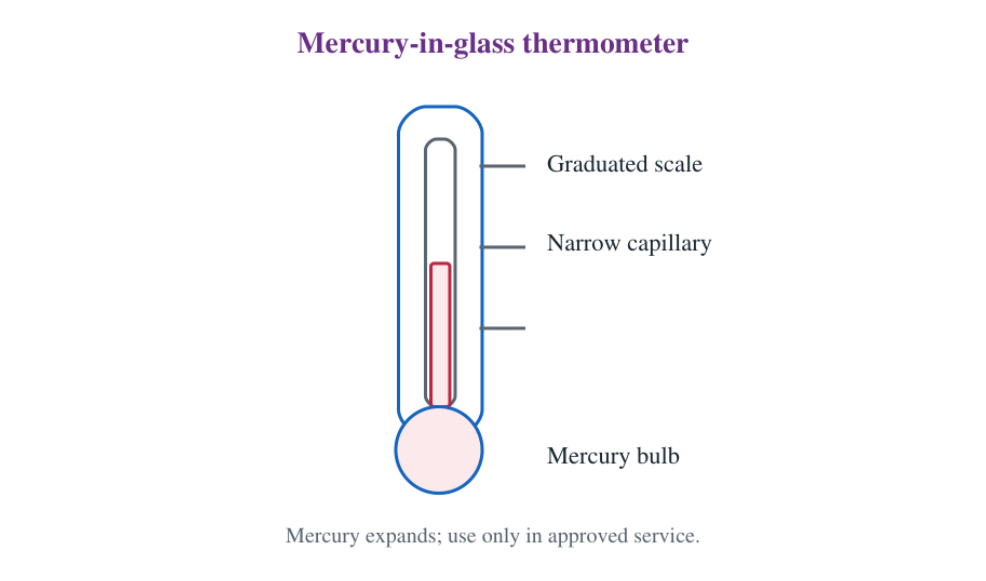 Mercury-in-glass thermometer
Graduated scale
Narrow capillary
Mercury bulb
Mercury expands; use only in approved service.